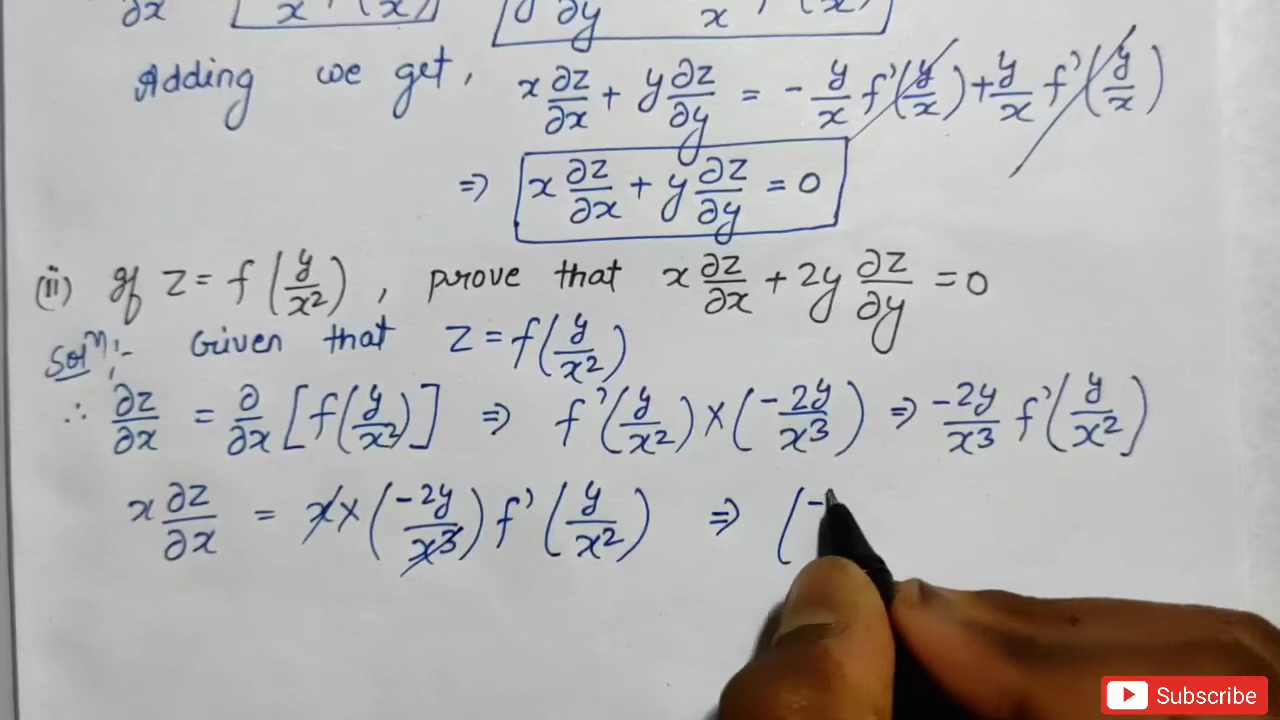 ∂x x (x) ∂y x (x)
Adding we get, x ∂z/∂x + y ∂z/∂y = - y/x f'(y/x) + y/x f'(y/x)
⇒ x ∂z/∂x + y ∂z/∂y = 0
(ii) If z = f(y/x²), prove that x ∂z/∂x + 2y ∂z/∂y = 0
Solⁿ:- Given that z = f(y/x²)
∴ ∂z/∂x = ∂/∂x [f(y/x²)] ⇒ f'(y/x²) × (-2y/x³) ⇒ -2y/x³ f'(y/x²)
x ∂z/∂x = x × (-2y/x³) f'(y/x²) ⇒ (-
Subscribe